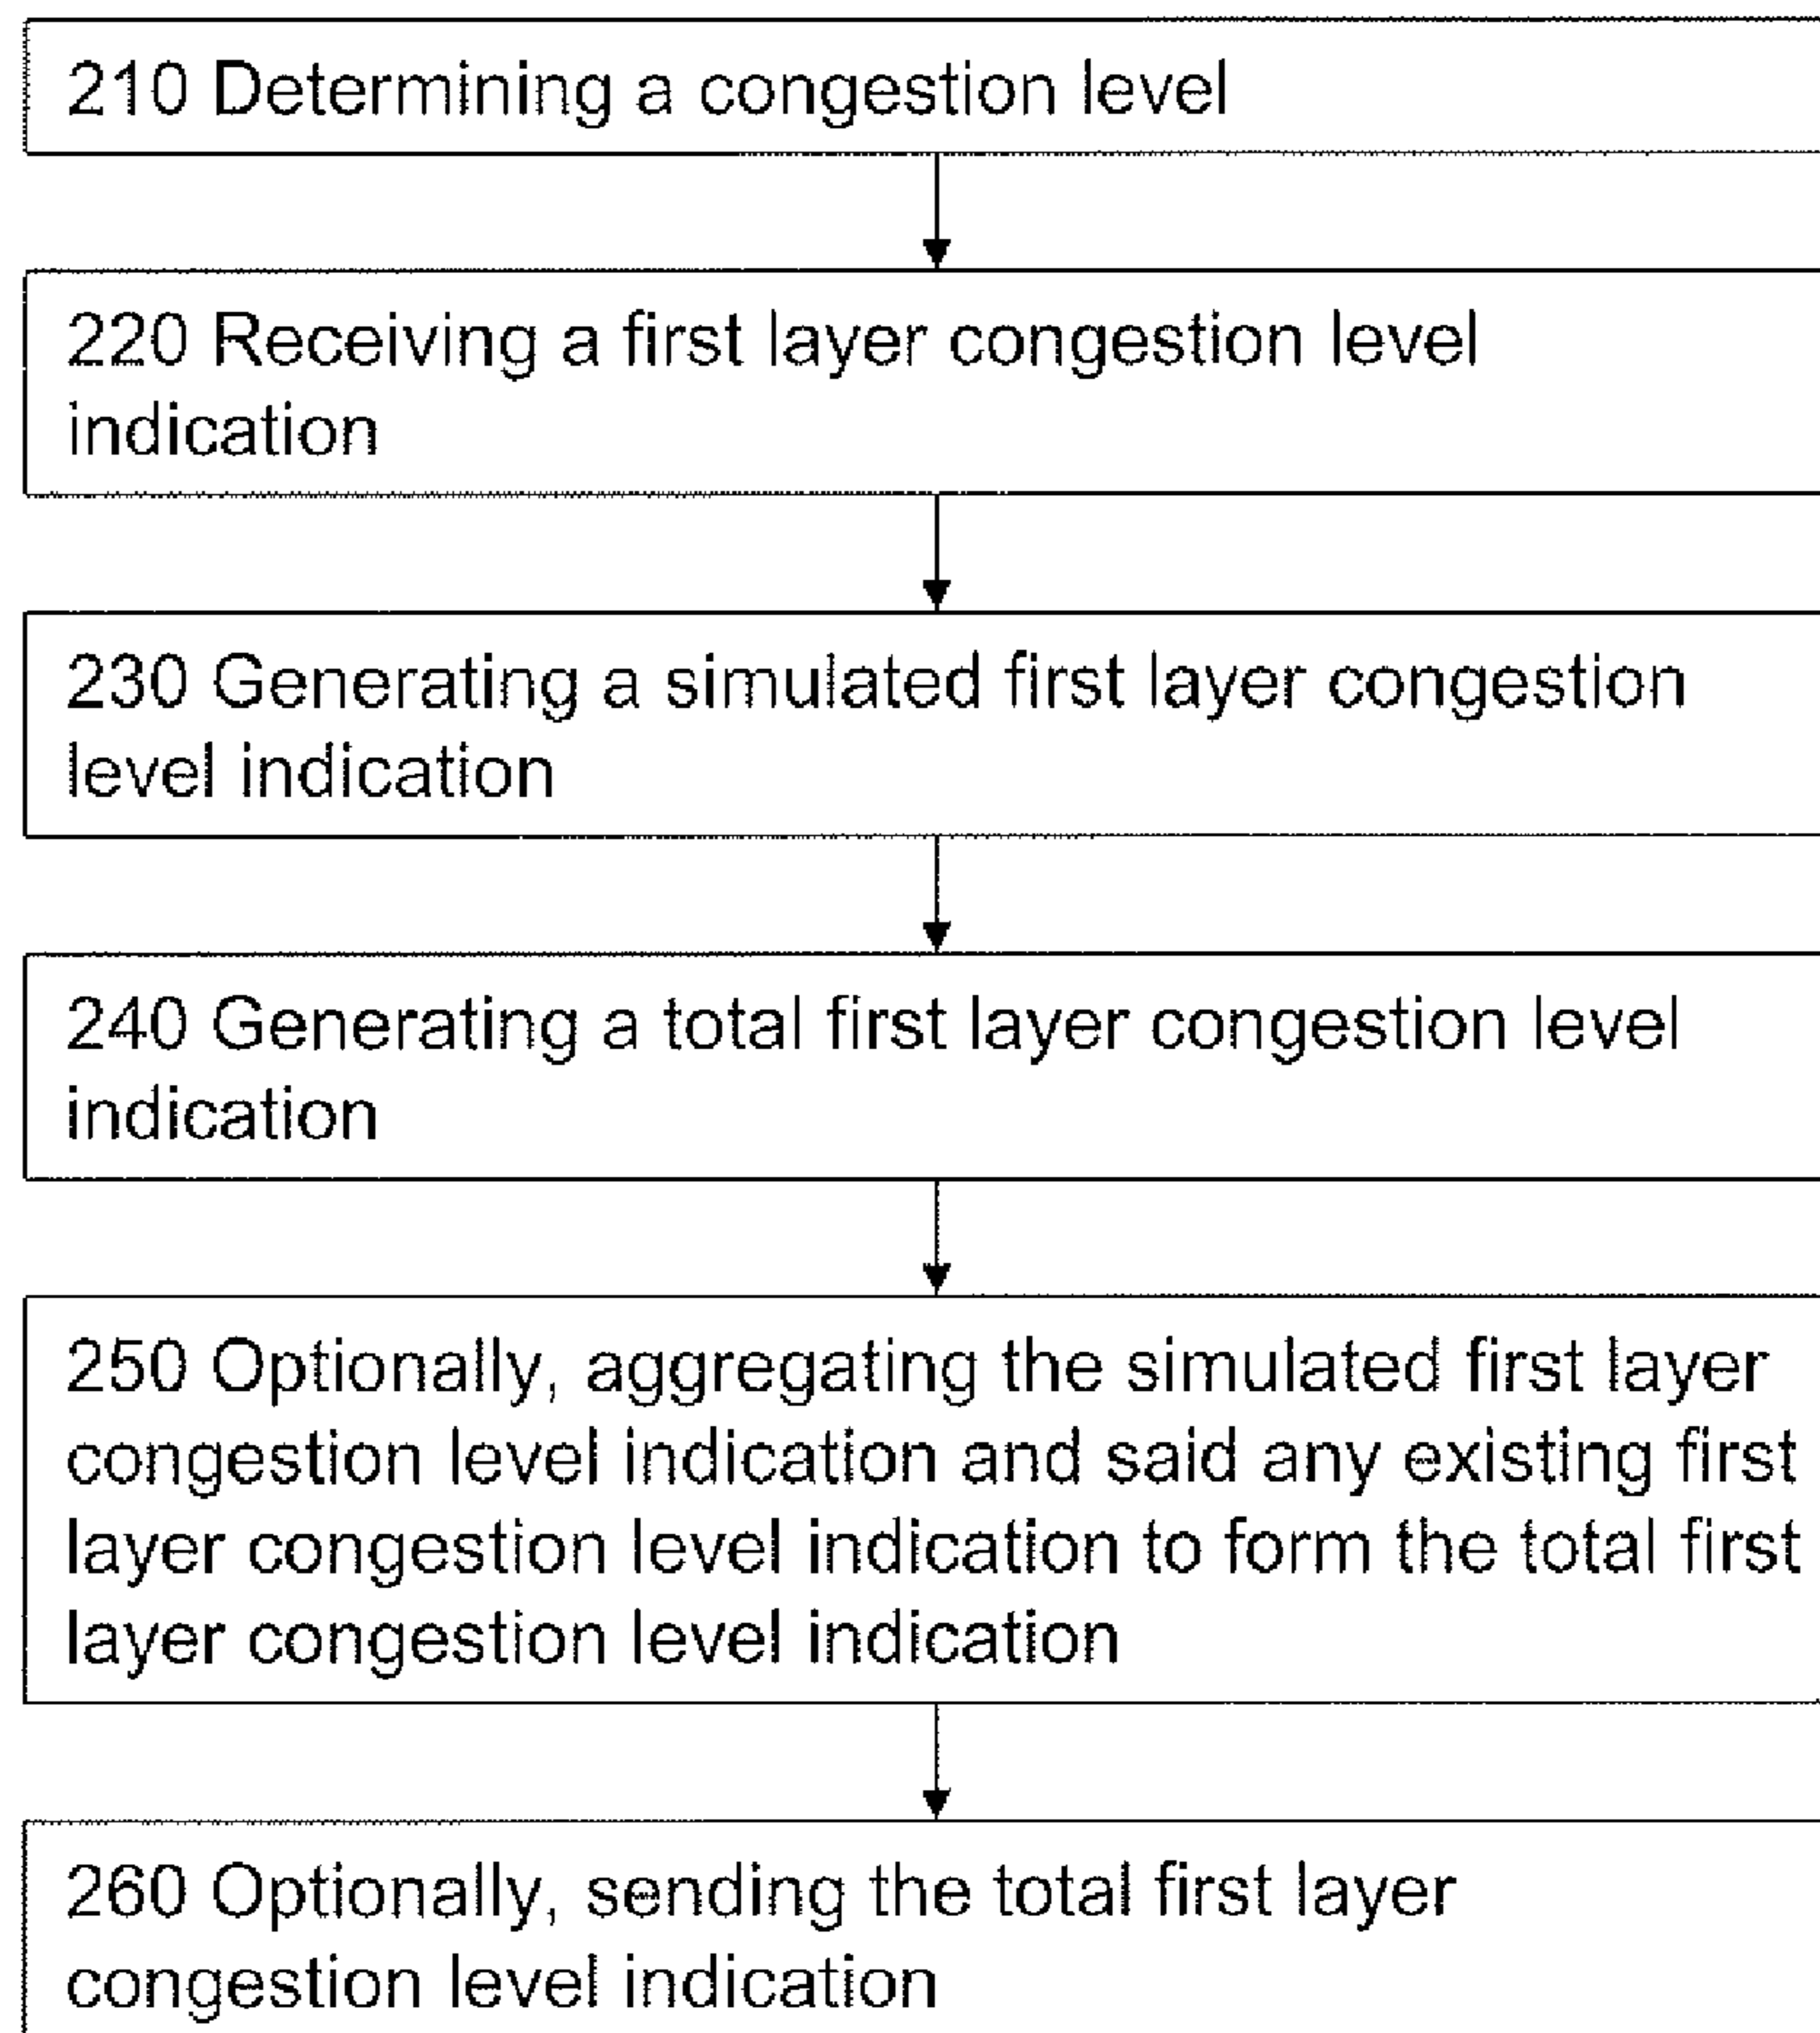 210 Determining a congestion level
220 Receiving a first layer congestion level
indication
230 Generating a simulated first layer congestion
level indication
240 Generating a total first layer congestion level
indication
250 Optionally, aggregating the simulated first layer
congestion level indication and said any existing first
layer congestion level indication to form the total first
layer congestion level indication
260 Optionally, sending the total first layer
congestion level indication